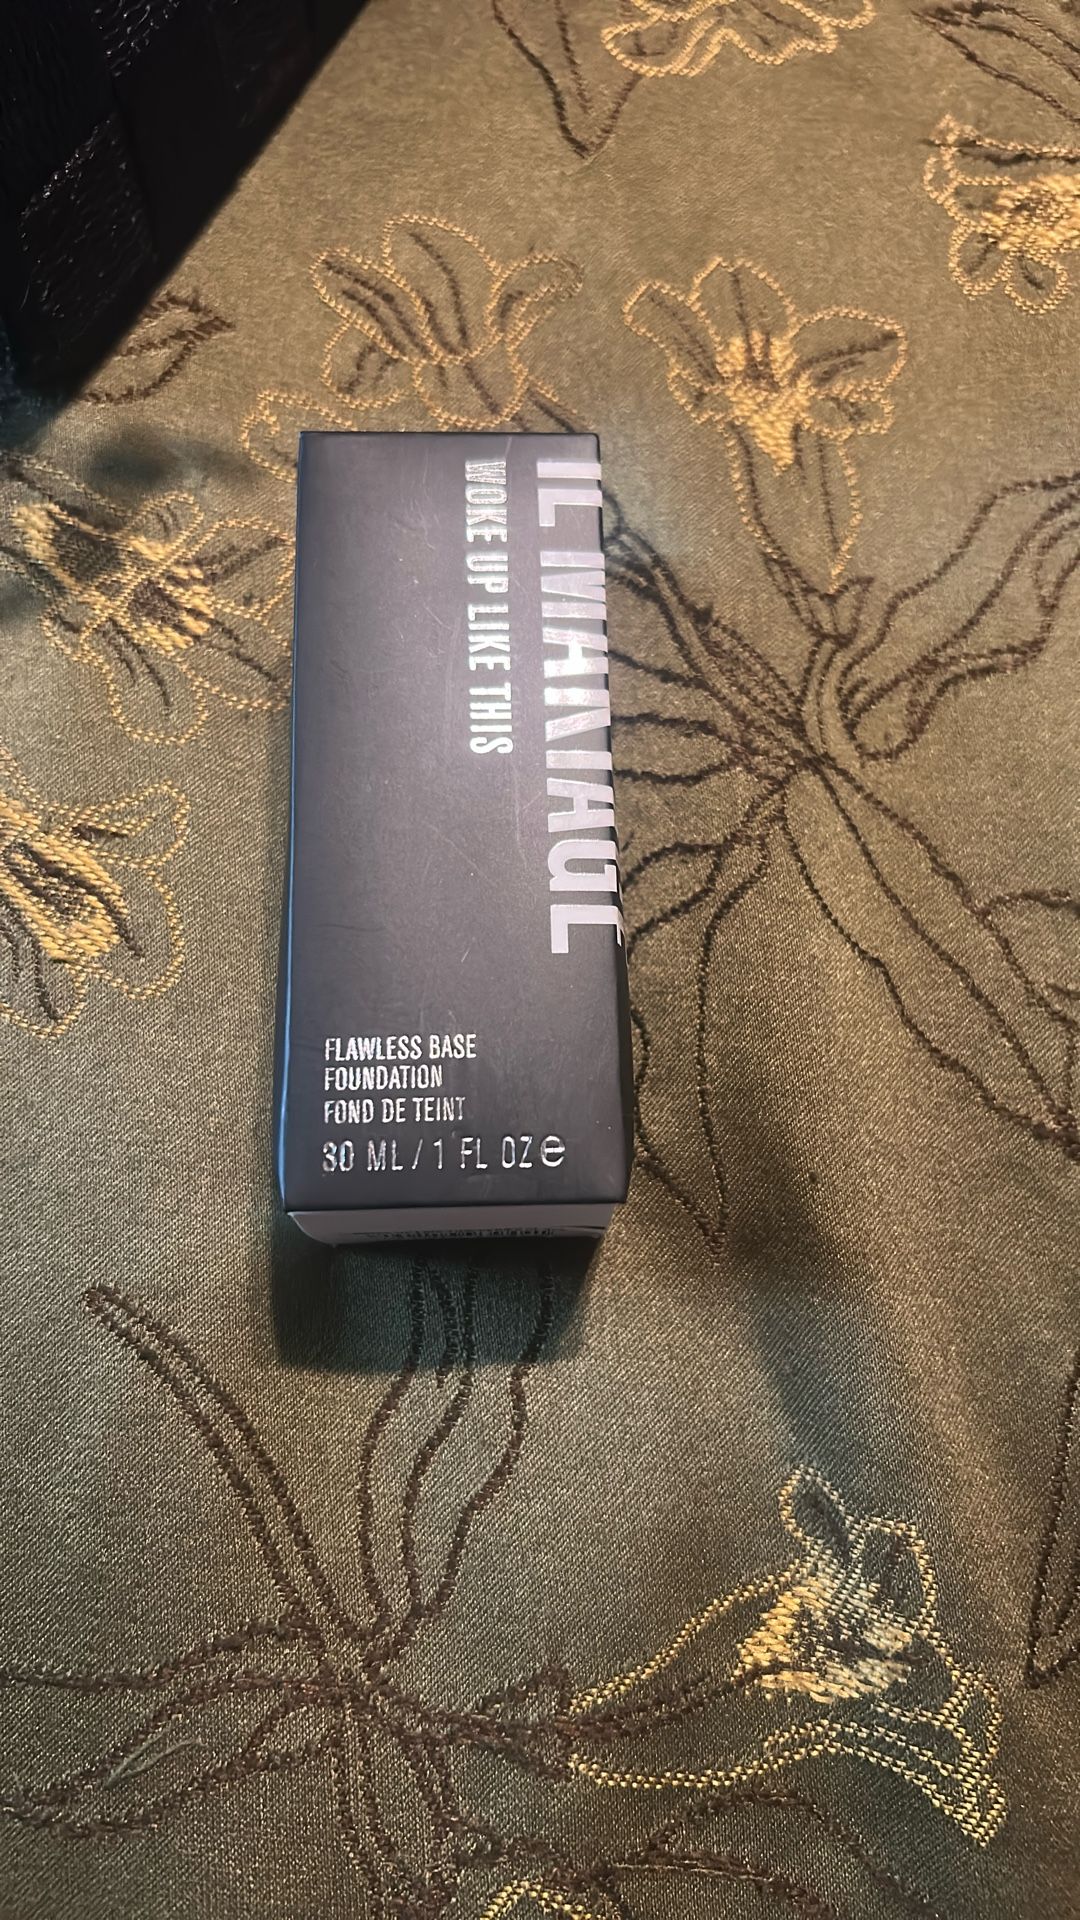 IL MAKIAGE
WOKE UP LIKE THIS
FLAWLESS BASE
FOUNDATION
FOND DE TEINT
30 ML / 1 FL OZ e